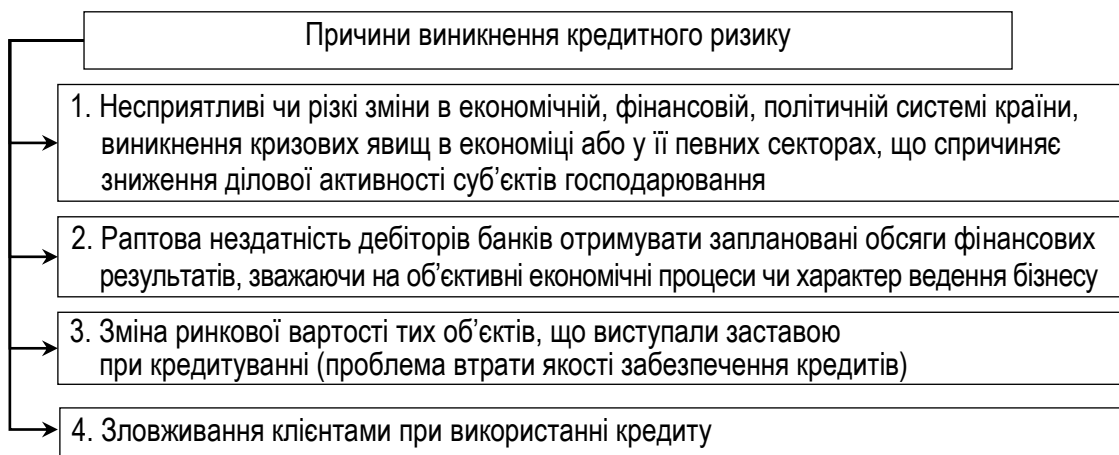 Причини виникнення кредитного ризику
1. Несприятливі чи різкі зміни в економічній, фінансовій, політичній системі країни,
виникнення кризових явищ в економіці або у її певних секторах, що спричиняє
зниження ділової активності суб’єктів господарювання
2. Раптова нездатність дебіторів банків отримувати заплановані обсяги фінансових
результатів, зважаючи на об’єктивні економічні процеси чи характер ведення бізнесу
3. Зміна ринкової вартості тих об’єктів, що виступали заставою
при кредитуванні (проблема втрати якості забезпечення кредитів)
4. Зловживання клієнтами при використанні кредиту